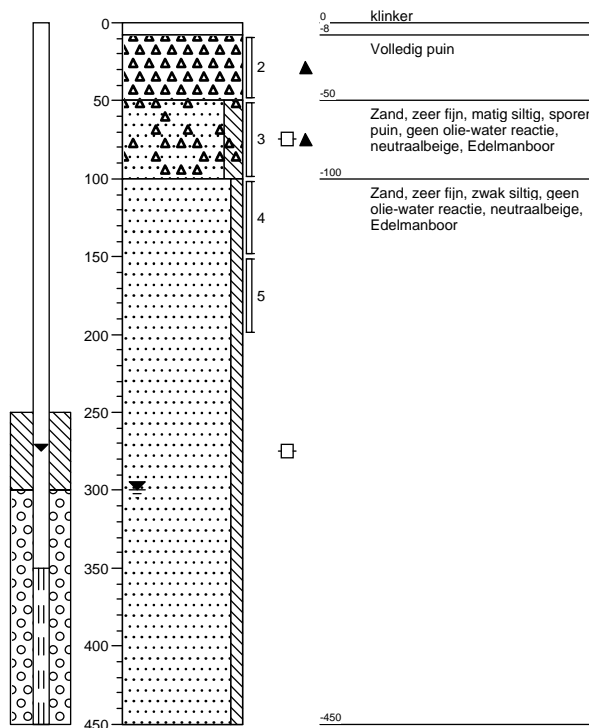 0
50
100
150
200
250
300
350
400
450
2
3
4
5
0
klinker
-8
Volledig puin
-50
Zand, zeer fijn, matig siltig, sporen
puin, geen olie-water reactie,
neutraalbeige, Edelmanboor
-100
Zand, zeer fijn, zwak siltig, geen
olie-water reactie, neutraalbeige,
Edelmanboor
-450